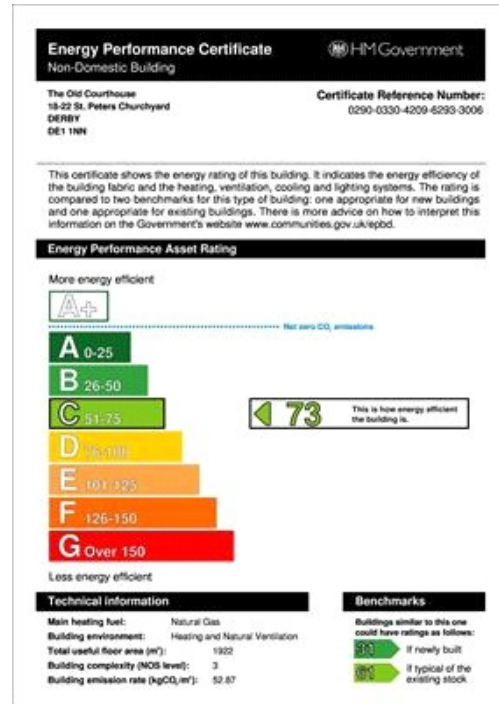 Energy Performance Certificate
HM Government
Non-Domestic Building
The Old Courthouse
18-22 St. Peters Churchyard
DERBY
DE1 1NN
Certificate Reference Number:
0290-0330-4209-6293-3006
This certificate shows the energy rating of this building. It indicates the energy efficiency of
the building fabric and the heating, ventilation, cooling and lighting systems. The rating is
compared to two benchmarks for this type of building: one appropriate for new buildings
and one appropriate for existing buildings. There is more advice on how to interpret this
information on the Government's website www.communities.gov.uk/epbd.
Energy Performance Asset Rating
More energy efficient
A+
Net zero CO₂ emissions
A 0-25
B 26-50
C 51-75
73
This is how energy efficient
the building is.
D 76-100
E 101-125
F 126-150
G Over 150
Less energy efficient
Technical information
Main heating fuel: Natural Gas
Building environment: Heating and Natural Ventilation
Total useful floor area (m²): 1922
Building complexity (NOS level): 3
Building emission rate (kgCO₂/m²): 52.87
Benchmarks
Buildings similar to this one
could have ratings as follows:
If newly built
61 If typical of the
existing stock